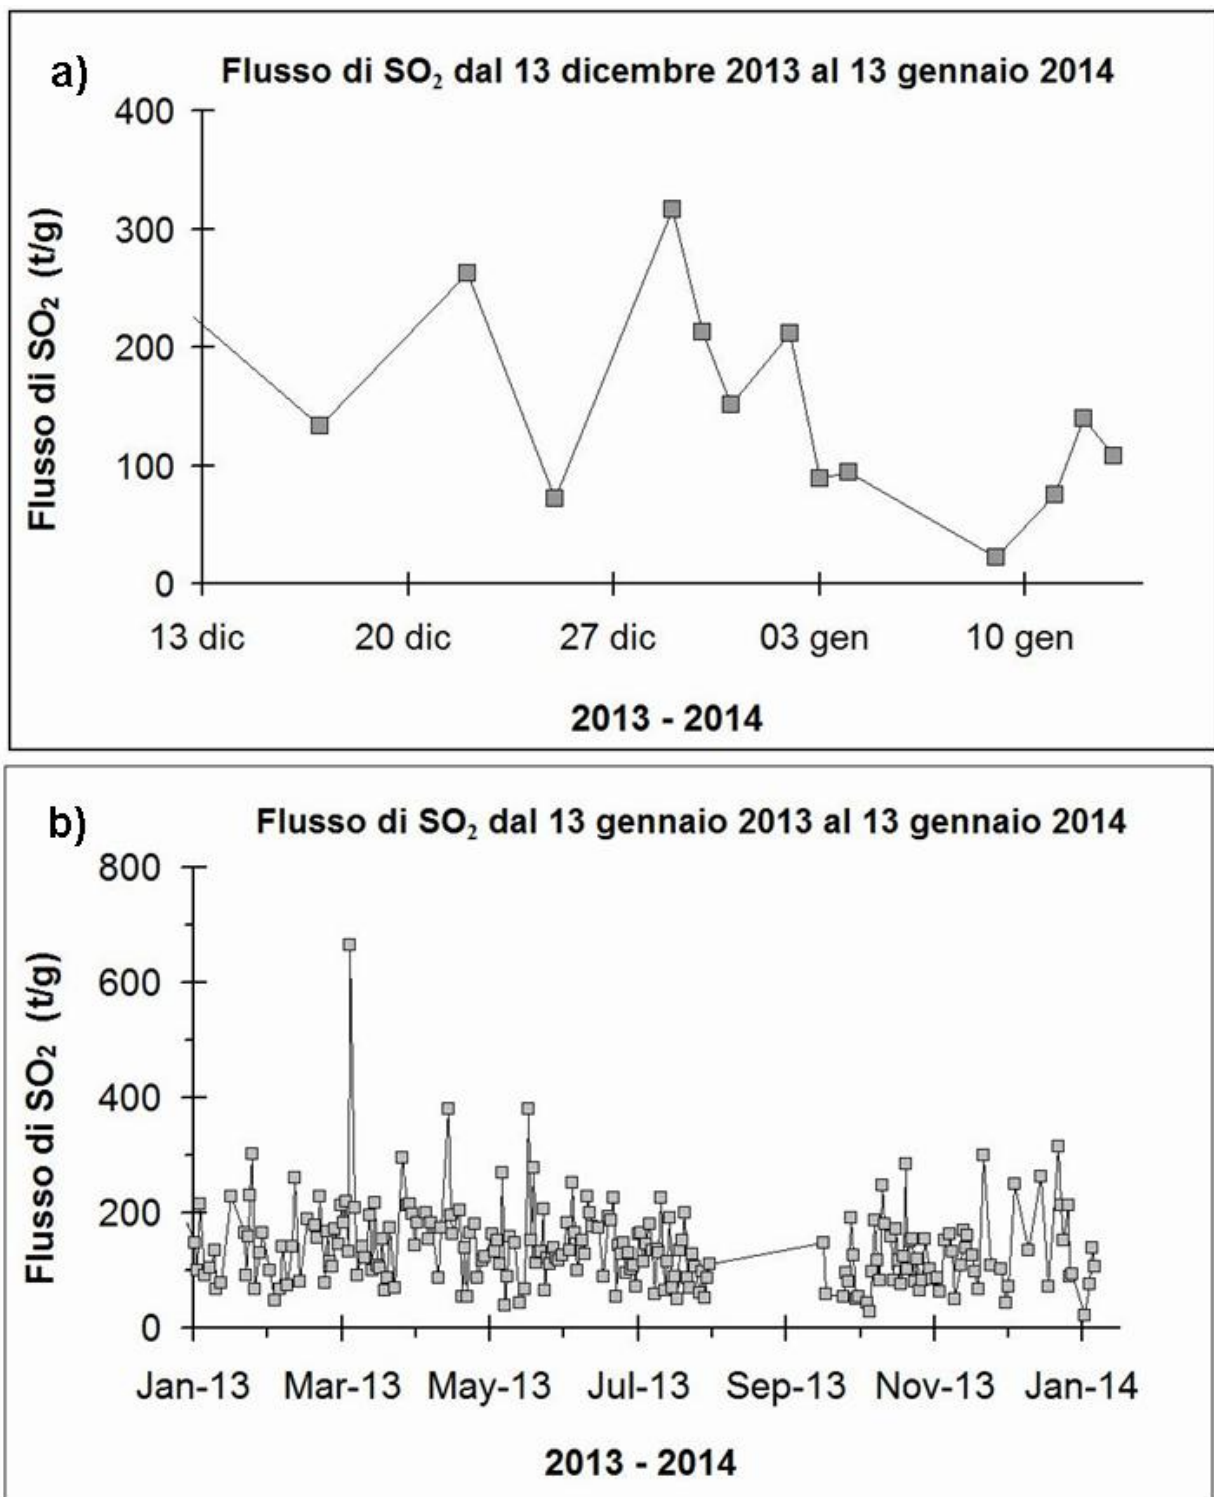 a)
Flusso di SO₂ dal 13 dicembre 2013 al 13 gennaio 2014
Flusso di SO₂ (t/g)
400
300
200
100
0
13 dic 20 dic 27 dic 03 gen 10 gen
2013 - 2014
b)
Flusso di SO₂ dal 13 gennaio 2013 al 13 gennaio 2014
Flusso di SO₂ (t/g)
800
600
400
200
0
Jan-13 Mar-13 May-13 Jul-13 Sep-13 Nov-13 Jan-14
2013 - 2014